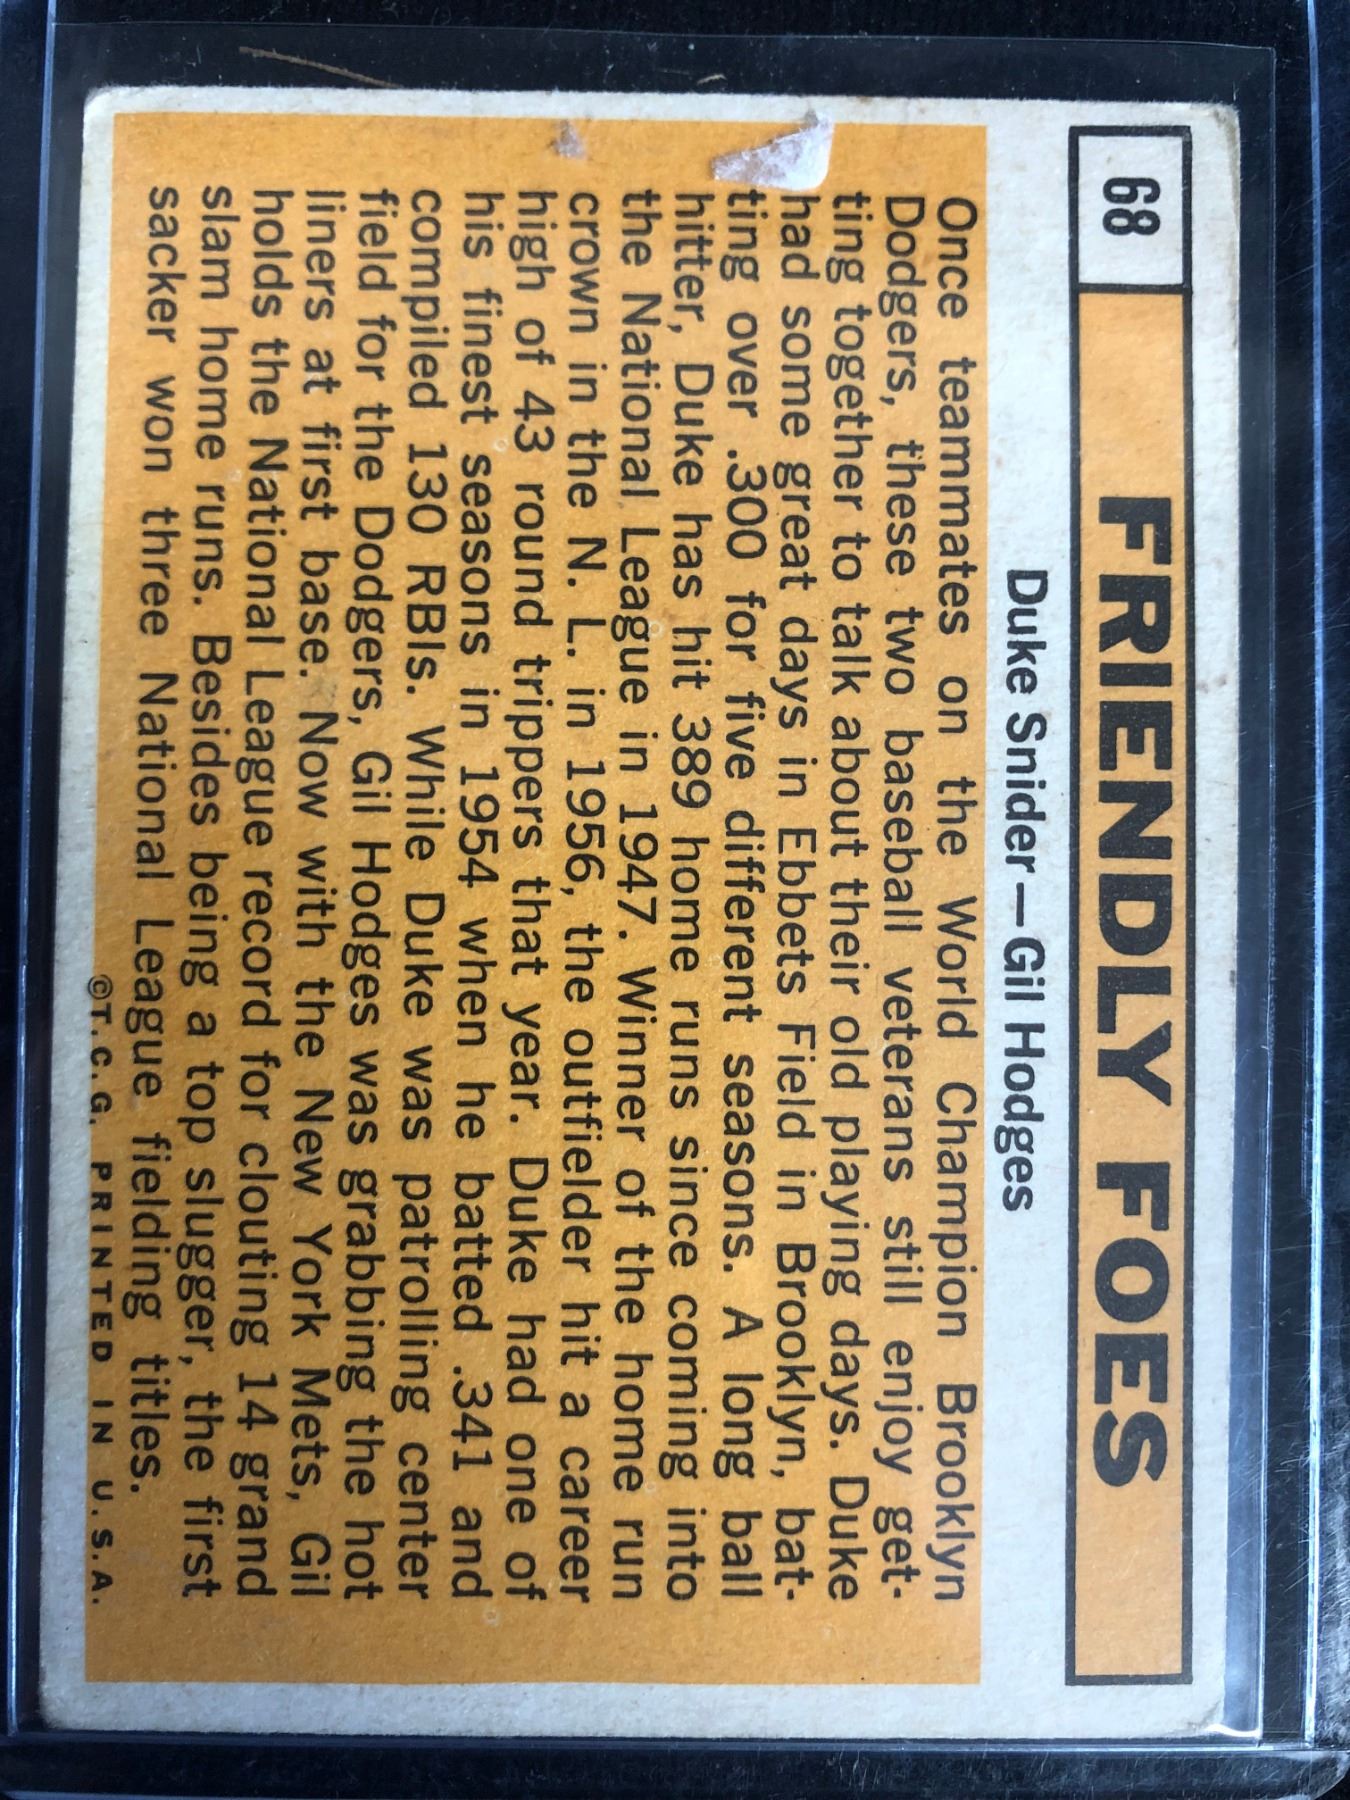 68
FRIENDLY FOES
Duke Snider—Gil Hodges
Once teammates on the World Champion Brooklyn
Dodgers, these two baseball veterans still enjoy get-
ting together to talk about their old playing days. Duke
had some great days in Ebbets Field in Brooklyn, bat-
ting over .300 for five different seasons. A long ball
hitter, Duke has hit 389 home runs since coming into
the National League in 1947. Winner of the home run
crown in the N. L. in 1956, the outfielder hit a career
high of 43 round trippers that year. Duke had one of
his finest seasons in 1954 when he batted .341 and
compiled 130 RBIs. While Duke was patrolling center
field for the Dodgers, Gil Hodges was grabbing the hot
liners at first base. Now with the New York Mets, Gil
holds the National League record for clouting 14 grand
slam home runs. Besides being a top slugger, the first
sacker won three National League fielding titles.
©T.C.G. PRINTED IN U.S.A.